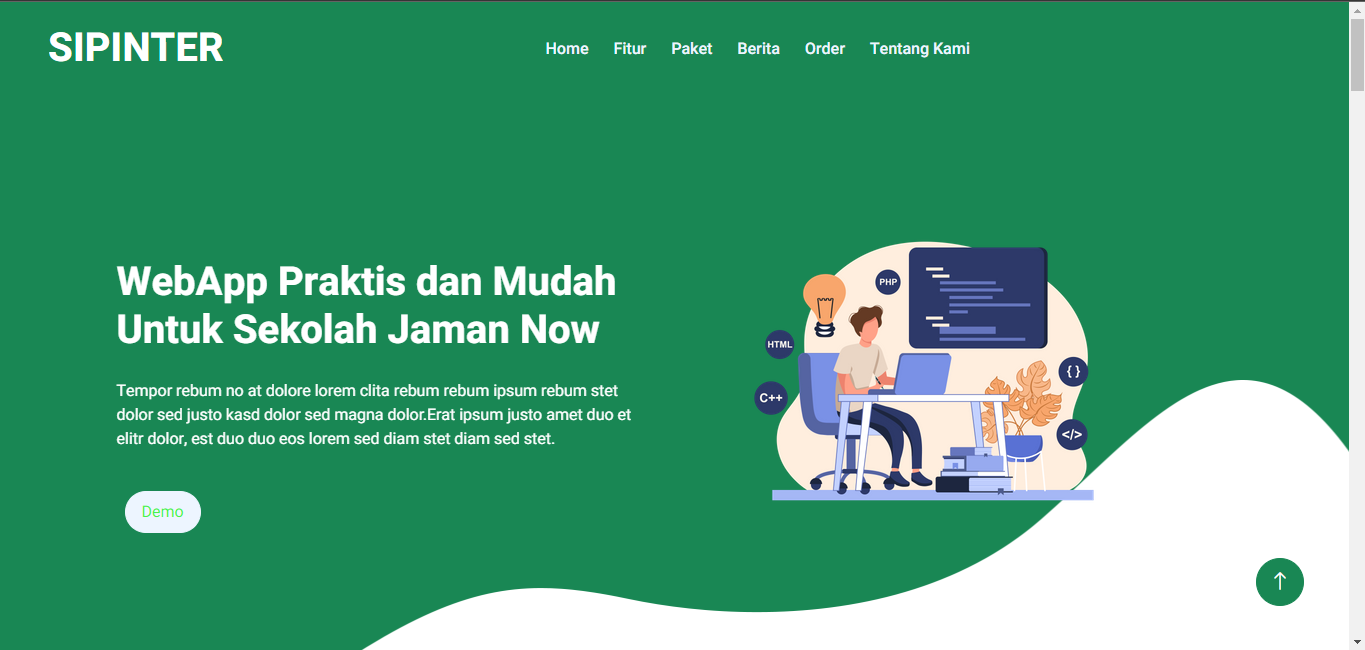 SIPINTER
Home Fitur Paket Berita Order Tentang Kami
WebApp Praktis dan Mudah
Untuk Sekolah Jaman Now
Tempor rebum no at dolore lorem clita rebum rebum ipsum rebum stet
dolor sed justo kasd dolor sed magna dolor.Erat ipsum justo amet duo et
elitr dolor, est duo duo eos lorem sed diam stet diam sed stet.
Demo
PHP
HTML
C++
{ }
</>